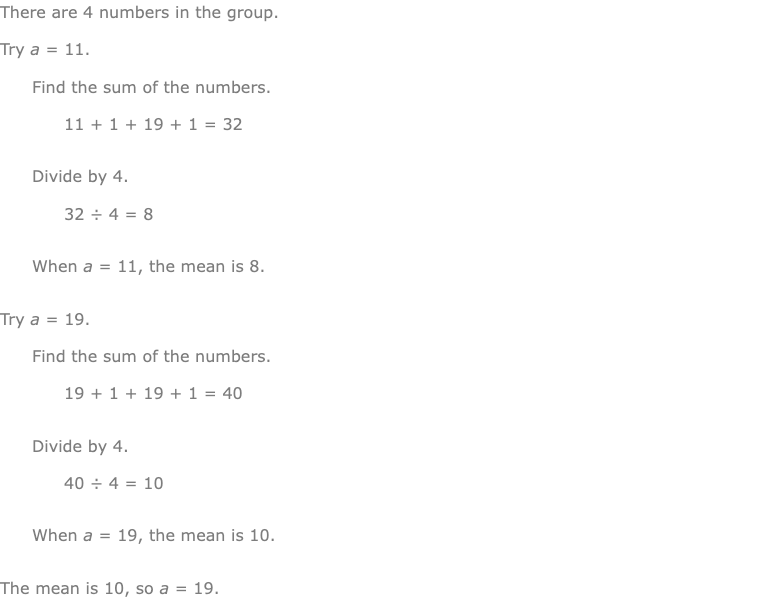 There are 4 numbers in the group.
Try a = 11.
Find the sum of the numbers.
11 + 1 + 19 + 1 = 32
Divide by 4.
32 ÷ 4 = 8
When a = 11, the mean is 8.
Try a = 19.
Find the sum of the numbers.
19 + 1 + 19 + 1 = 40
Divide by 4.
40 ÷ 4 = 10
When a = 19, the mean is 10.
The mean is 10, so a = 19.